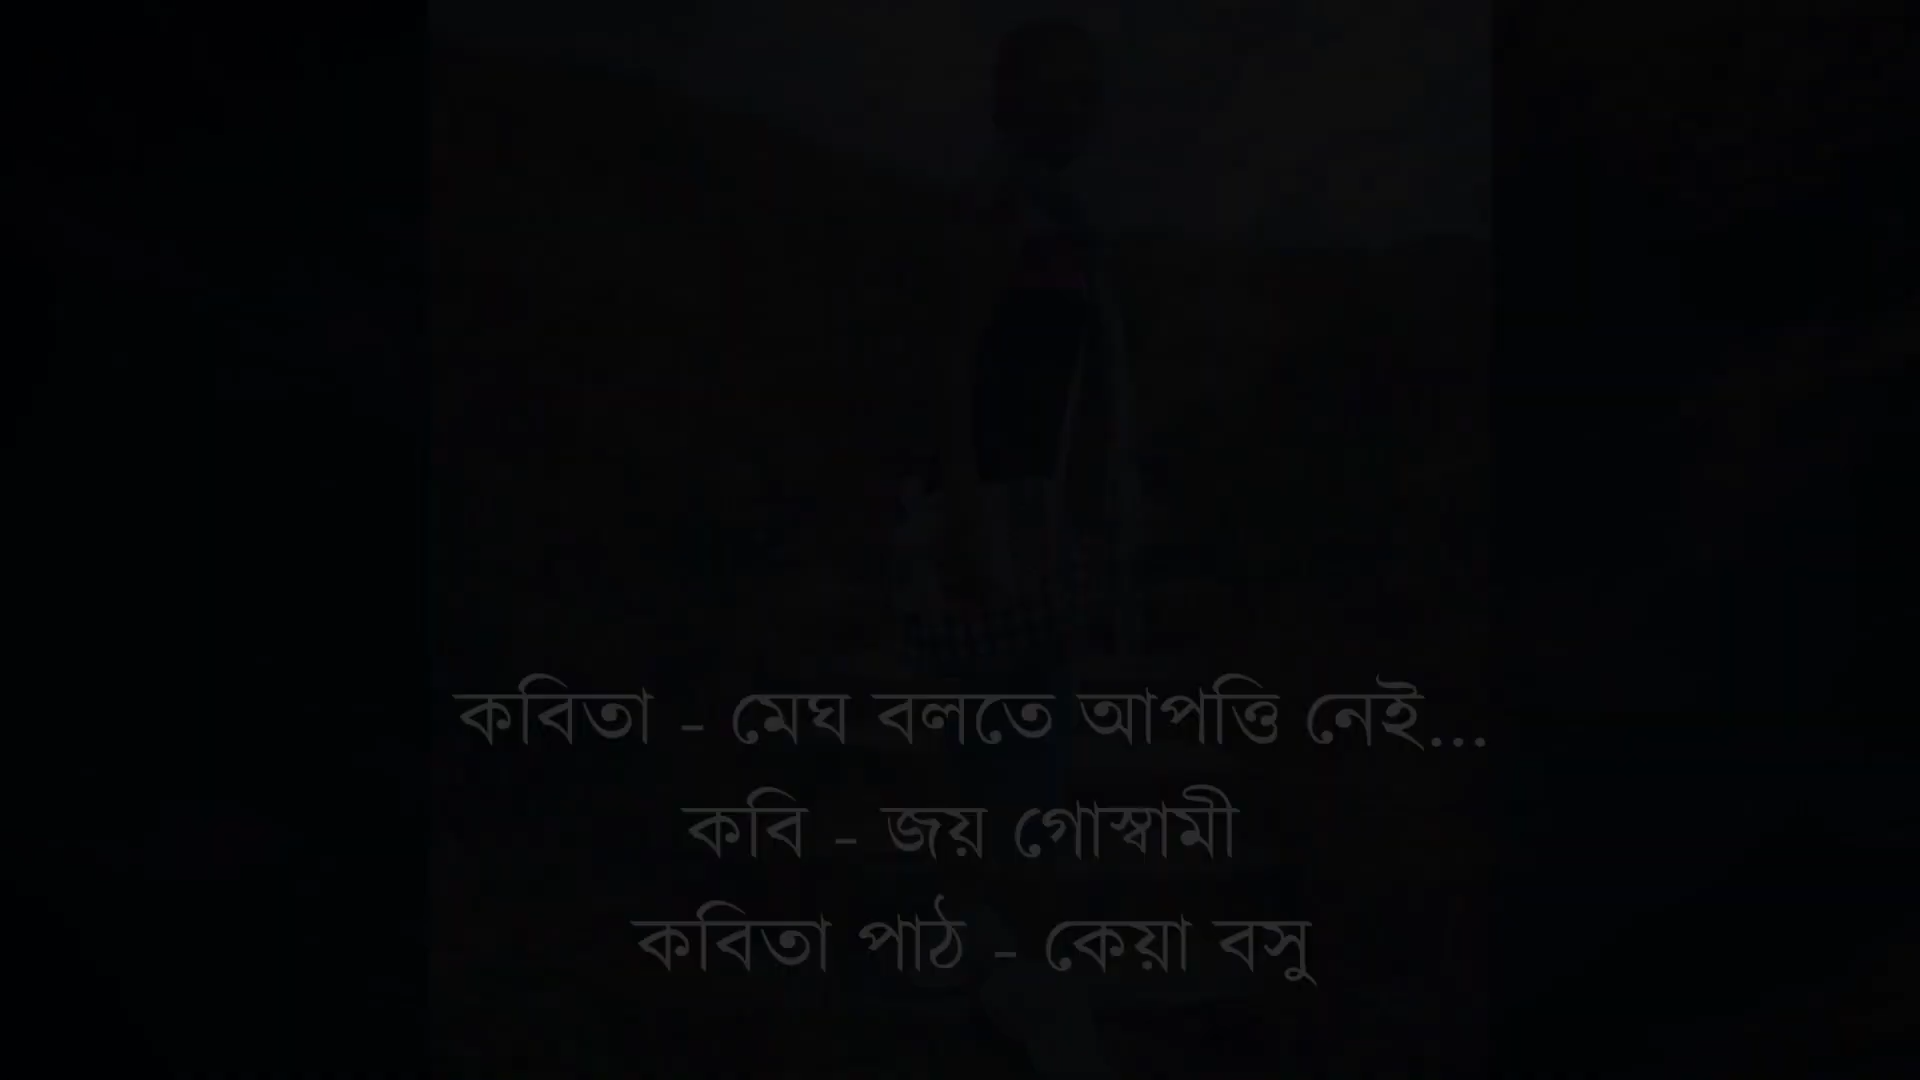 কবিতা - মেঘ বলতে আপত্তি নেই...
কবি - জয় গোস্বামী
কবিতা পাঠ - কেয়া বসু